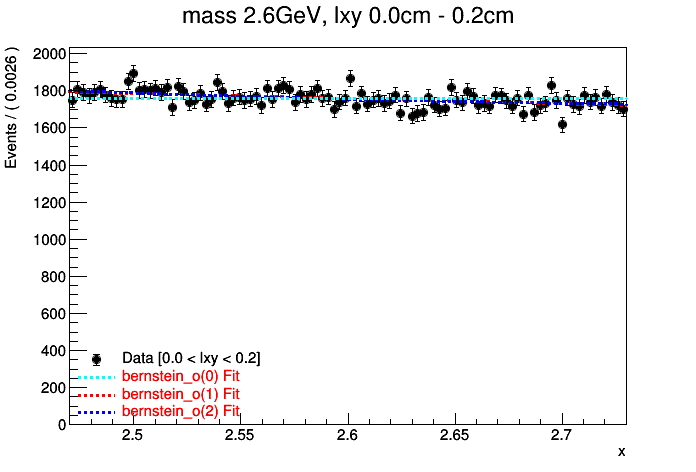 mass 2.6GeV, lxy 0.0cm - 0.2cm
Events / ( 0.0026 )
2000
1800
1600
1400
1200
1000
800
600
400
200
0
Data [0.0 < lxy < 0.2]
bernstein_o(0) Fit
bernstein_o(1) Fit
bernstein_o(2) Fit
2.5 2.55 2.6 2.65 2.7
x